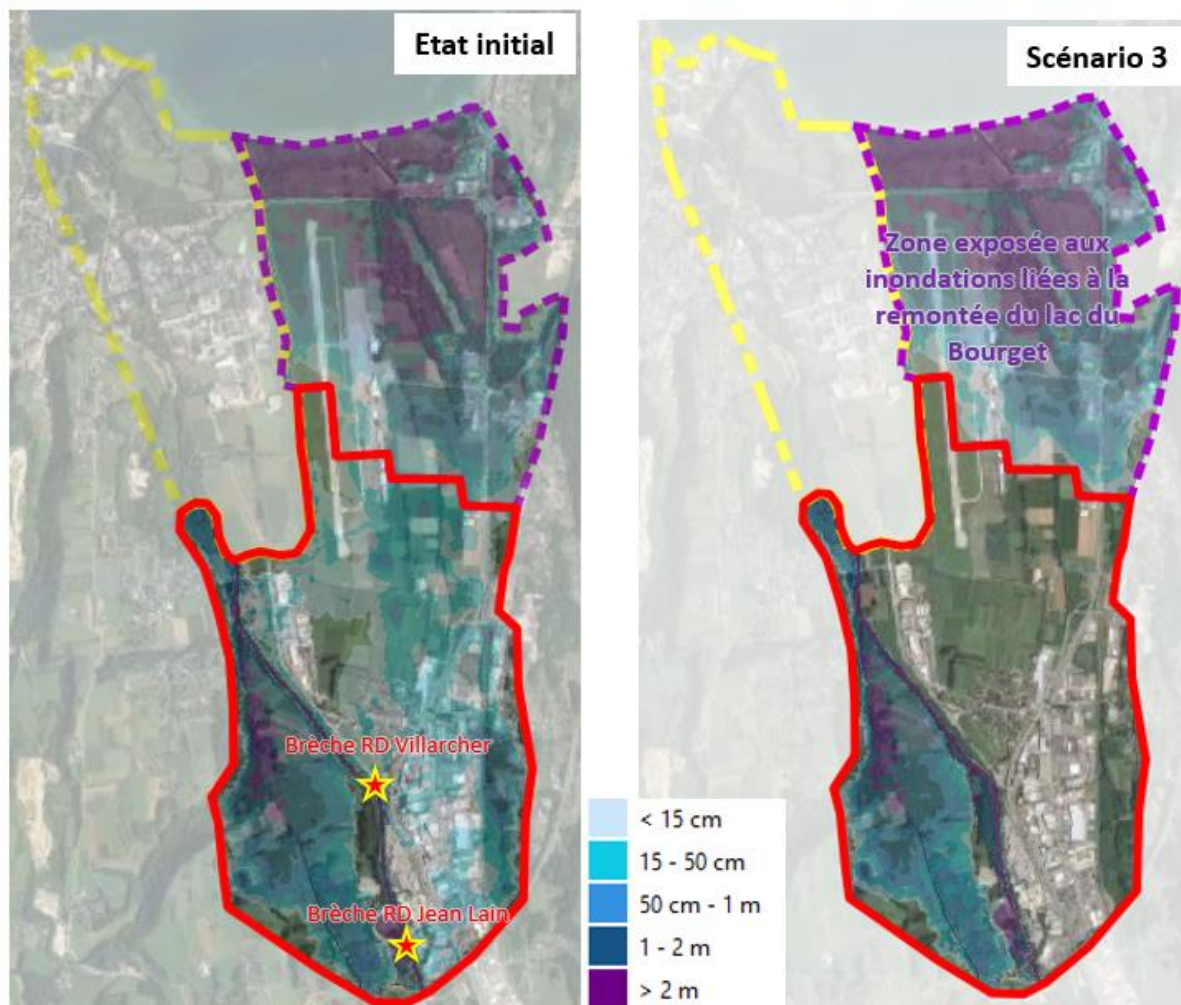 Etat initial
Scénario 3
Zone exposée aux
inondations liées à la
remontée du lac du
Bourget
Brèche RD Villarcher
Brèche RD Jean Lain
< 15 cm
15 - 50 cm
50 cm - 1 m
1 - 2 m
> 2 m